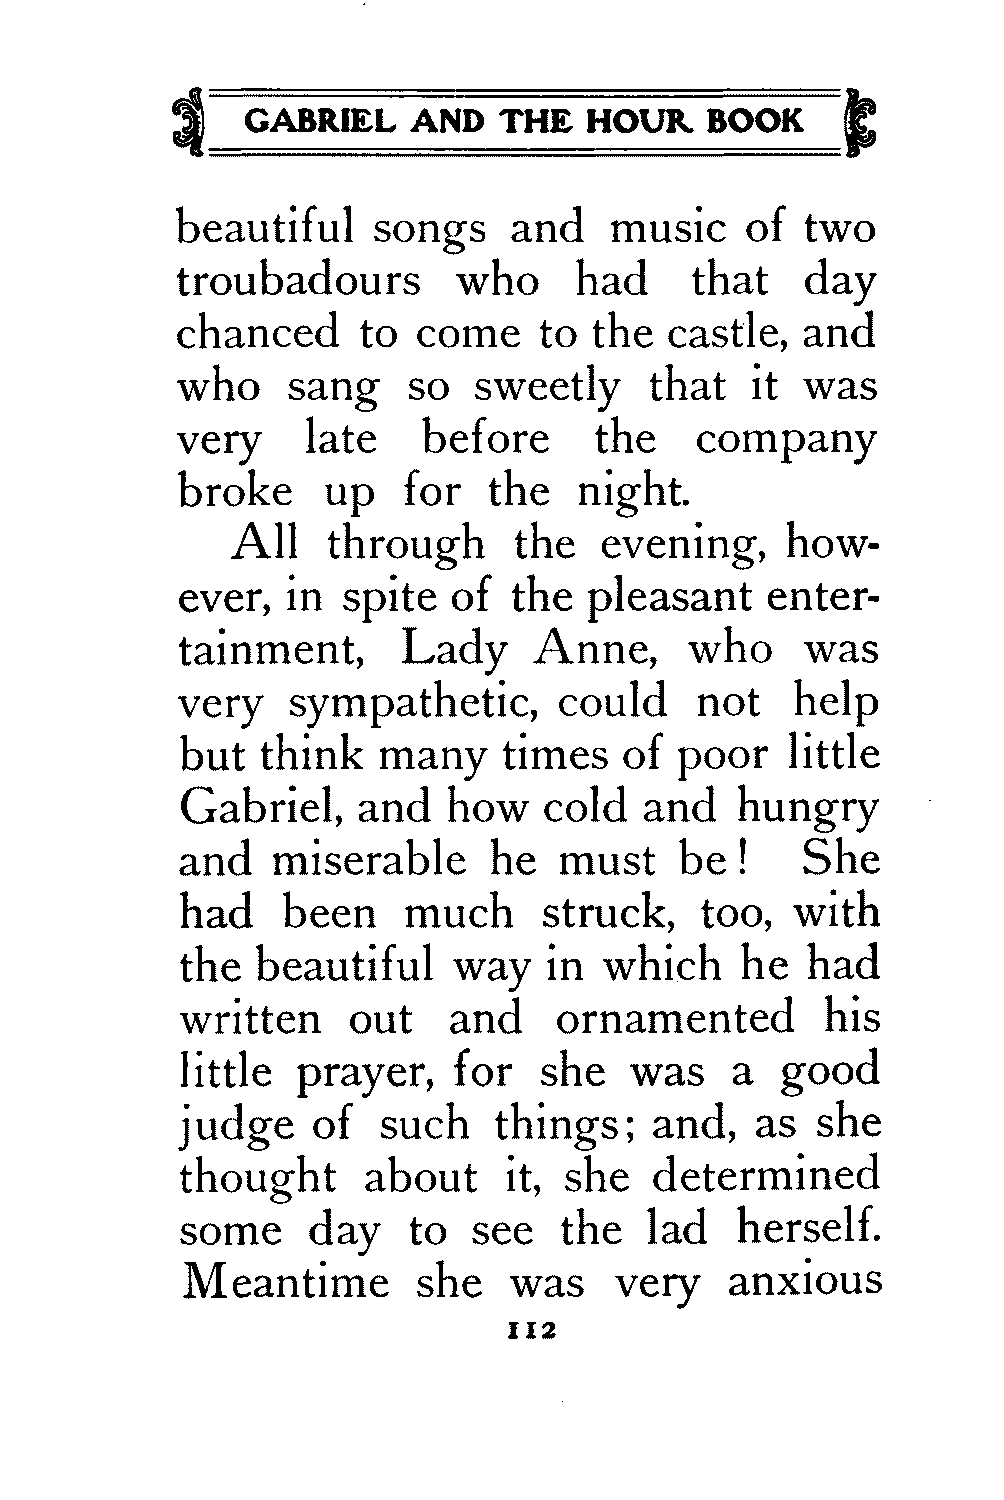 GABRIEL AND THE HOUR BOOK
beautiful songs and music of two
troubadours who had that day
chanced to come to the castle, and
who sang so sweetly that it was
very late before the company
broke up for the night.
All through the evening, how-
ever, in spite of the pleasant enter-
tainment, Lady Anne, who was
very sympathetic, could not help
but think many times of poor little
Gabriel, and how cold and hungry
and miserable he must be! She
had been much struck, too, with
the beautiful way in which he had
written out and ornamented his
little prayer, for she was a good
judge of such things; and, as she
thought about it, she determined
some day to see the lad herself.
Meantime she was very anxious
112